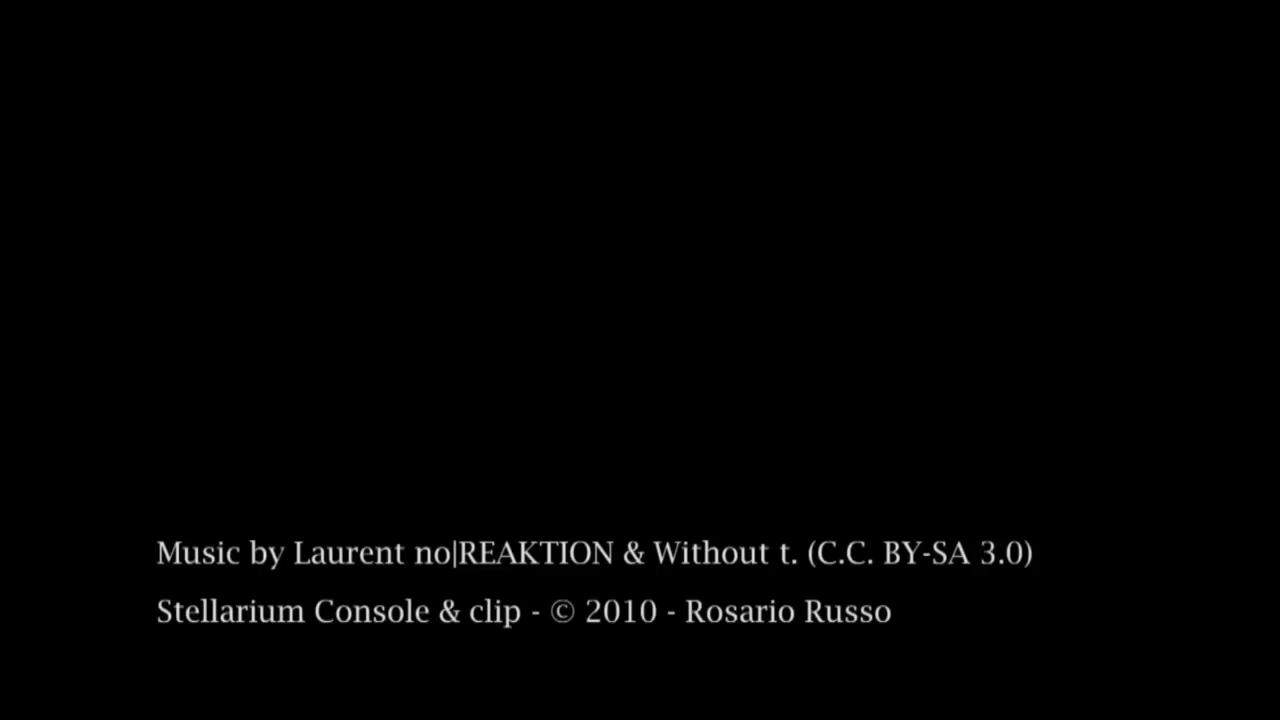 Music by Laurent no|REAKTION & Without t. (C.C. BY-SA 3.0)
Stellarium Console & clip - © 2010 - Rosario Russo